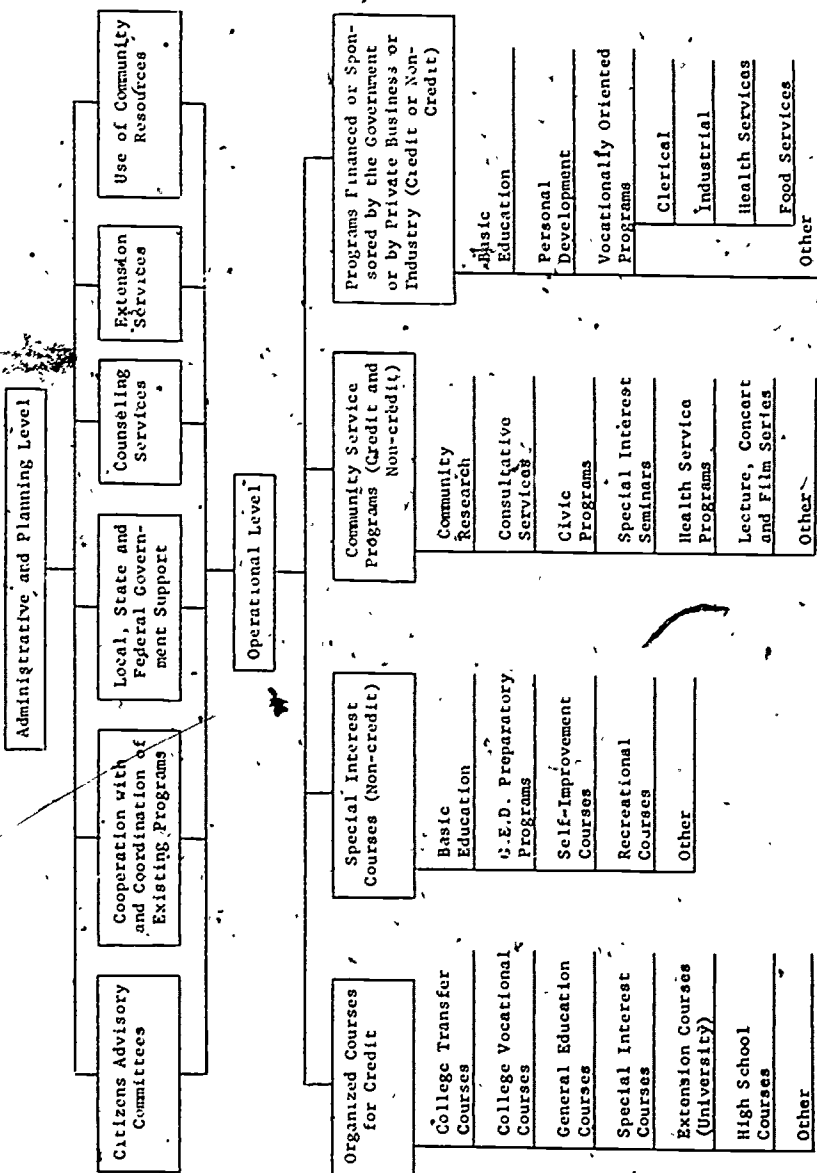 Administrative and Planning Level
Citizens Advisory
Committees
Cooperation with
and Coordination of
Existing Programs
Local, State and
Federal Govern-
ment Support
Counseling
Services
Extension
Services
Use of Community
Resources
Operational Level
Organized Courses
for Credit
College Transfer
Courses
College Vocational
Courses
General Education
Courses
Special Interest
Courses
Extension Courses
(University)
High School
Courses
Other
Special Interest
Courses (Non-credit)
Basic
Education
G.E.D. Preparatory
Programs
Self-Improvement
Courses
Recreational
Courses
Other
Community Service
Programs (Credit and
Non-credit)
Community
Research
Consultative
Services
Civic
Programs
Special Interest
Seminars
Health Service
Programs
Lecture, Concert
and Film Series
Other
Programs Financed or Spon-
sored by the Government
or by Private Business or
Industry (Credit or Non-
Credit)
Basic
Education
Personal
Development
Vocationally Oriented
Programs
Clerical
Industrial
Health Services
Food Services
Other